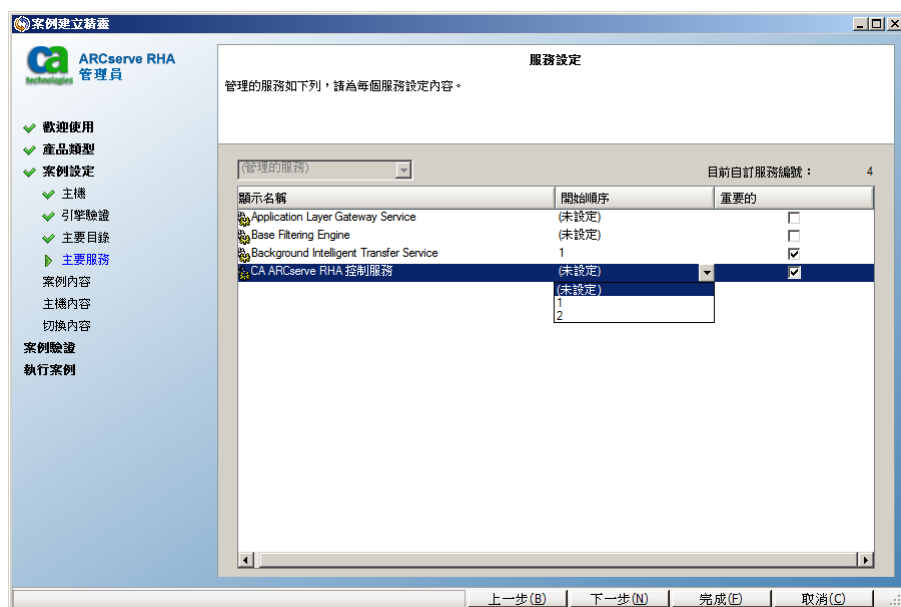 案例建立精靈
ca
technologies
ARCserve RHA
管理員
歡迎使用
產品類型
案例設定
主機
引擎驗證
主要目錄
主要服務
案例內容
主機內容
切換內容
案例驗證
執行案例
服務設定
管理的服務如下列，請為每個服務設定內容。
(管理的服務)
目前自訂服務編號： 4
顯示名稱 開始順序 重要的
Application Layer Gateway Service (未設定)
Base Filtering Engine (未設定)
Background Intelligent Transfer Service 1
CA ARCserve RHA 控制服務 (未設定)
(未設定)
1
2
上一步(B) 下一步(N) 完成(F) 取消(C)